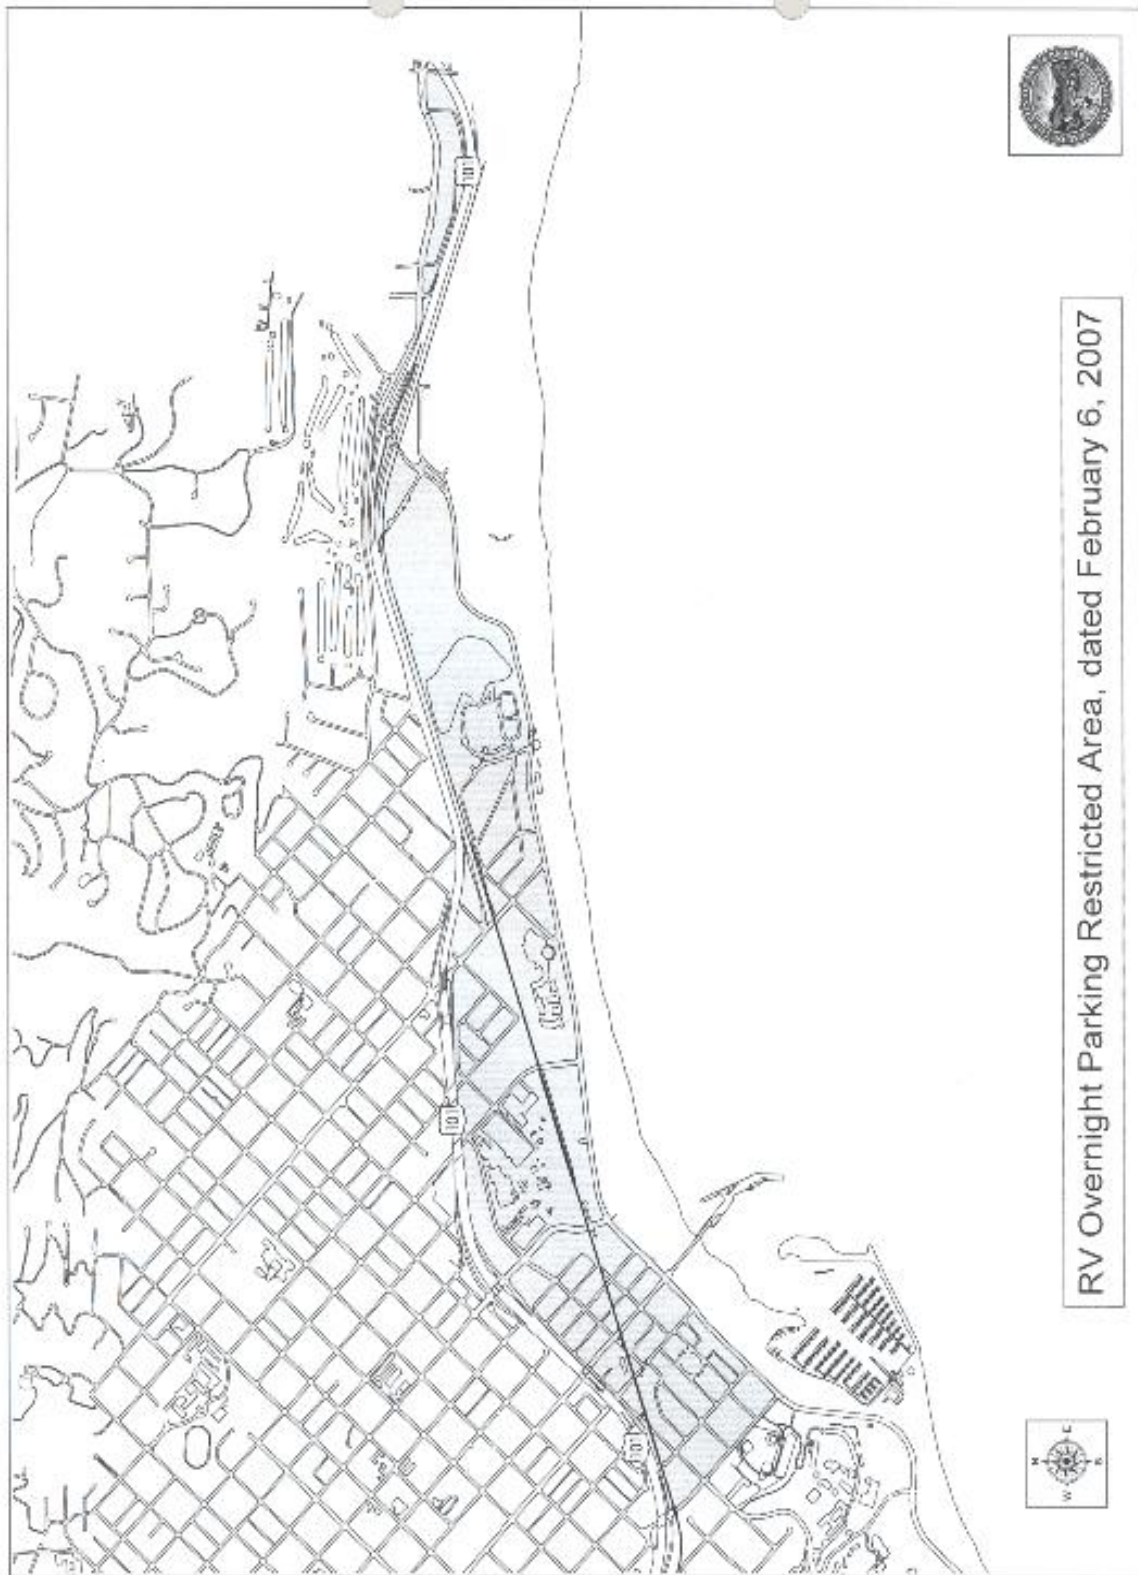 101
101
101
RV Overnight Parking Restricted Area, dated February 6, 2007
N
W
E
S